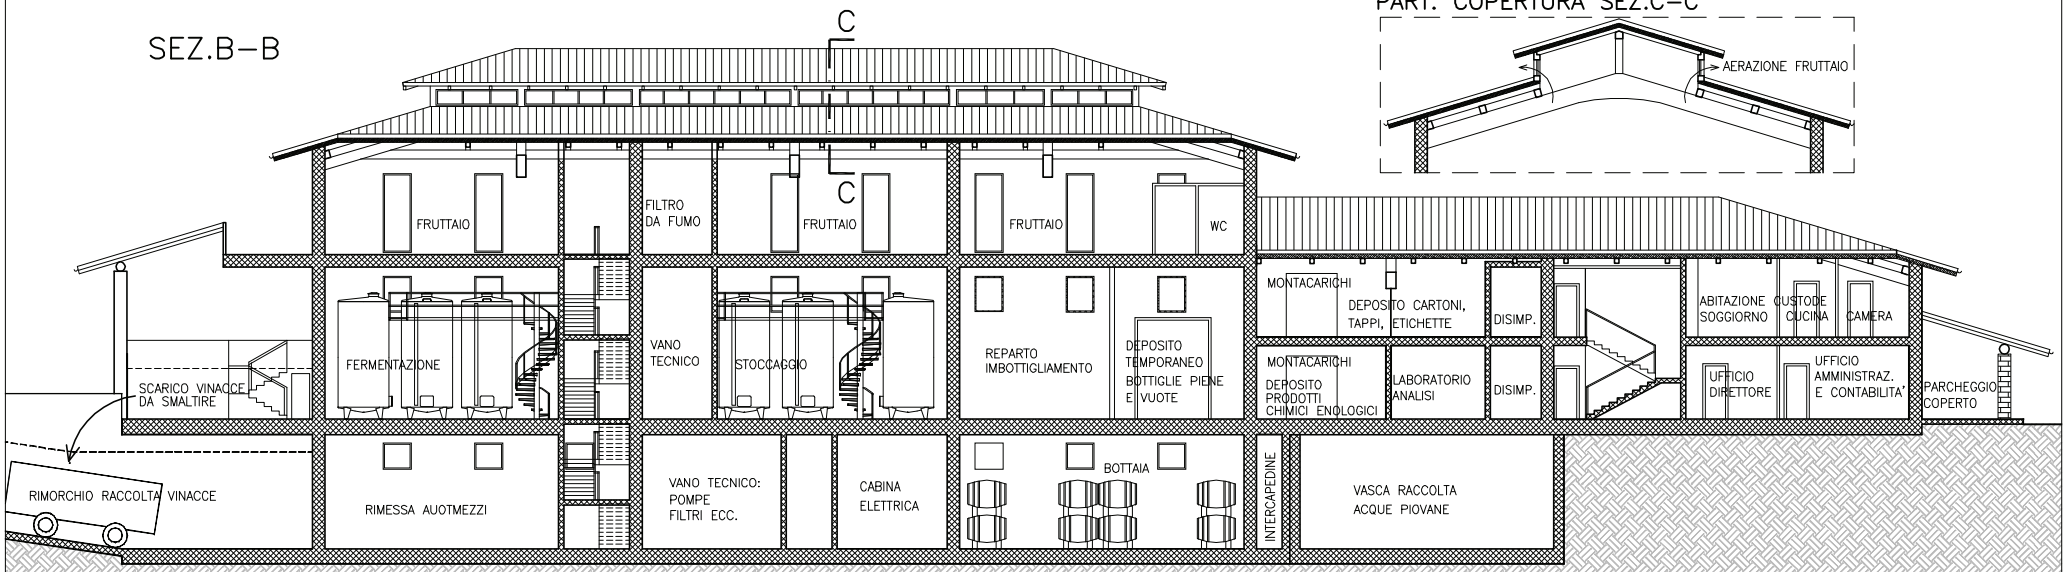 PART. COPERTURA SEZ.C-C
SEZ.B-B
C
AERAZIONE FRUTTAIO
C
FRUTTAIO
FILTRO
DA FUMO
FRUTTAIO
FRUTTAIO
WC
MONTACARICHI
DEPOSITO CARTONI,
TAPPI, ETICHETTE
DISIMP.
ABITAZIONE CUSTODE
SOGGIORNO
CUCINA
CAMERA
SCARICO VINACCE
DA SMALTIRE
FERMENTAZIONE
VANO
TECNICO
STOCCAGGIO
REPARTO
IMBOTTIGLIAMENTO
DEPOSITO
TEMPORANEO
BOTTIGLIE PIENE
E VUOTE
MONTACARICHI
DEPOSITO
PRODOTTI
CHIMICI ENOLOGICI
LABORATORIO
ANALISI
DISIMP.
UFFICIO
DIRETTORE
UFFICIO
AMMINISTRAZ.
E CONTABILITA'
PARCHEGGIO
COPERTO
RIMORCHIO RACCOLTA VINACCE
RIMESSA AUOTMEZZI
VANO TECNICO:
POMPE
FILTRI ECC.
CABINA
ELETTRICA
BOTTAIA
INTERCAPEDINE
VASCA RACCOLTA
ACQUE PIOVANE